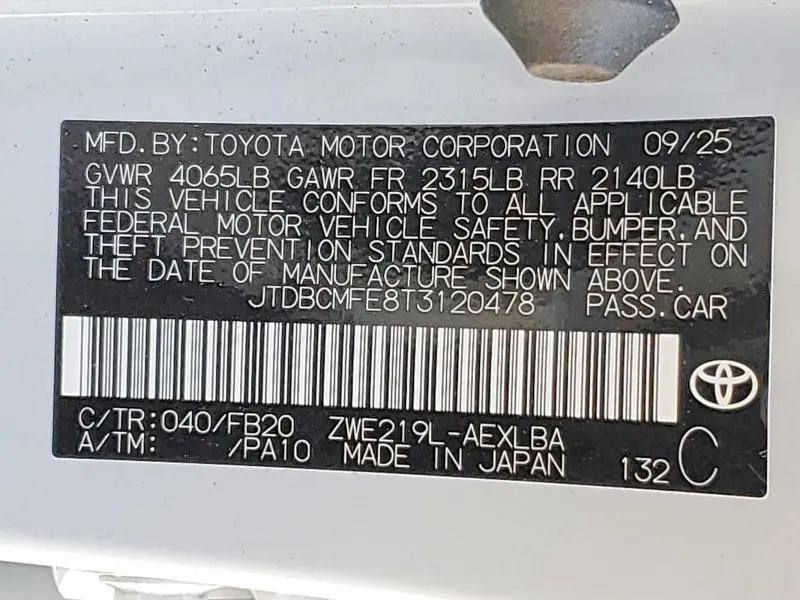 MFD. BY: TOYOTA MOTOR CORPORATION 09/25
GVWR 4065LB GAWR FR 2315LB RR 2140LB
THIS VEHICLE CONFORMS TO ALL APPLICABLE
FEDERAL MOTOR VEHICLE SAFETY, BUMPER, AND
THEFT PREVENTION STANDARDS IN EFFECT ON
THE DATE OF MANUFACTURE SHOWN ABOVE.
JTDBCMFE8T3120478 PASS. CAR
C/TR: 040/FB20 ZWE219L-AEXLBA
A/TM: /PA10 MADE IN JAPAN 132 C